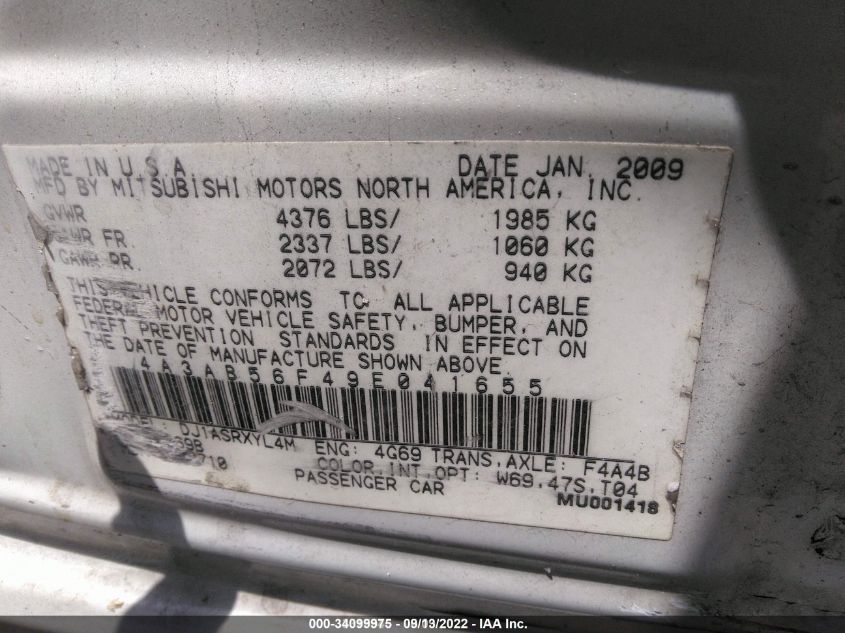 MADE IN U.S.A DATE JAN. 2009
MFD BY MITSUBISHI MOTORS NORTH AMERICA, INC.
GVWR 4376 LBS/ 1985 KG
GAWR FR. 2337 LBS/ 1060 KG
GAWR RR. 2072 LBS/ 940 KG
THIS VEHICLE CONFORMS TO ALL APPLICABLE
FEDERAL MOTOR VEHICLE SAFETY, BUMPER, AND
THEFT PREVENTION STANDARDS IN EFFECT ON
THE DATE OF MANUFACTURE SHOWN ABOVE.
4A3AB56F49E041655
DJ1ASRXYL4M ENG: 4G69 TRANS,AXLE: F4A4B
39B COLOR,INT,OPT: W69,47S,T04
710 PASSENGER CAR MU001418
000-34099975 - 09/13/2022 - IAA Inc.